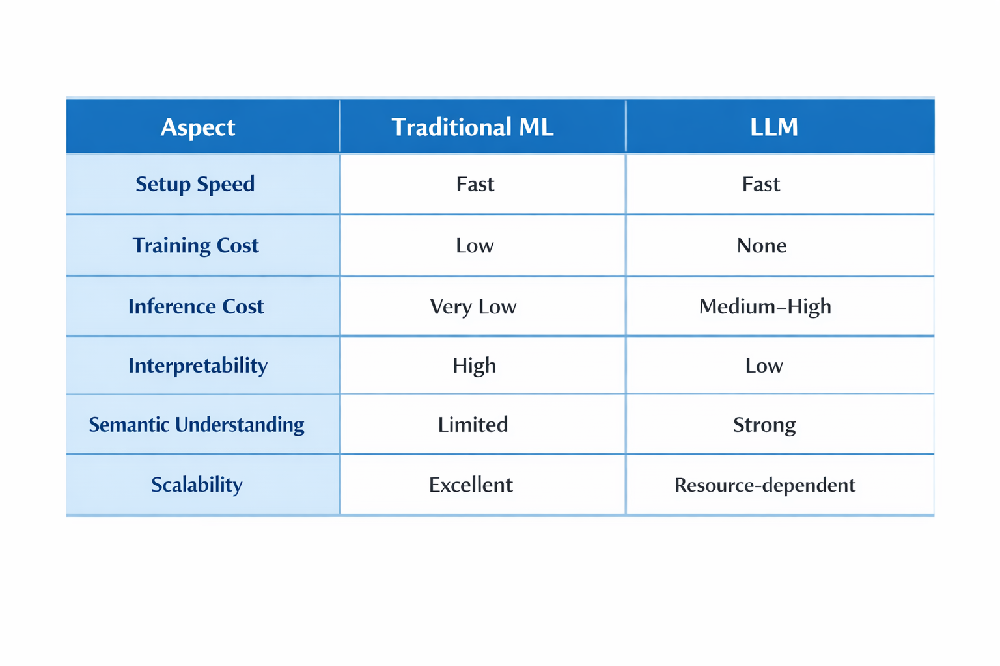 Aspect Traditional ML LLM
Setup Speed Fast Fast
Training Cost Low None
Inference Cost Very Low Medium–High
Interpretability High Low
Semantic Understanding Limited Strong
Scalability Excellent Resource-dependent